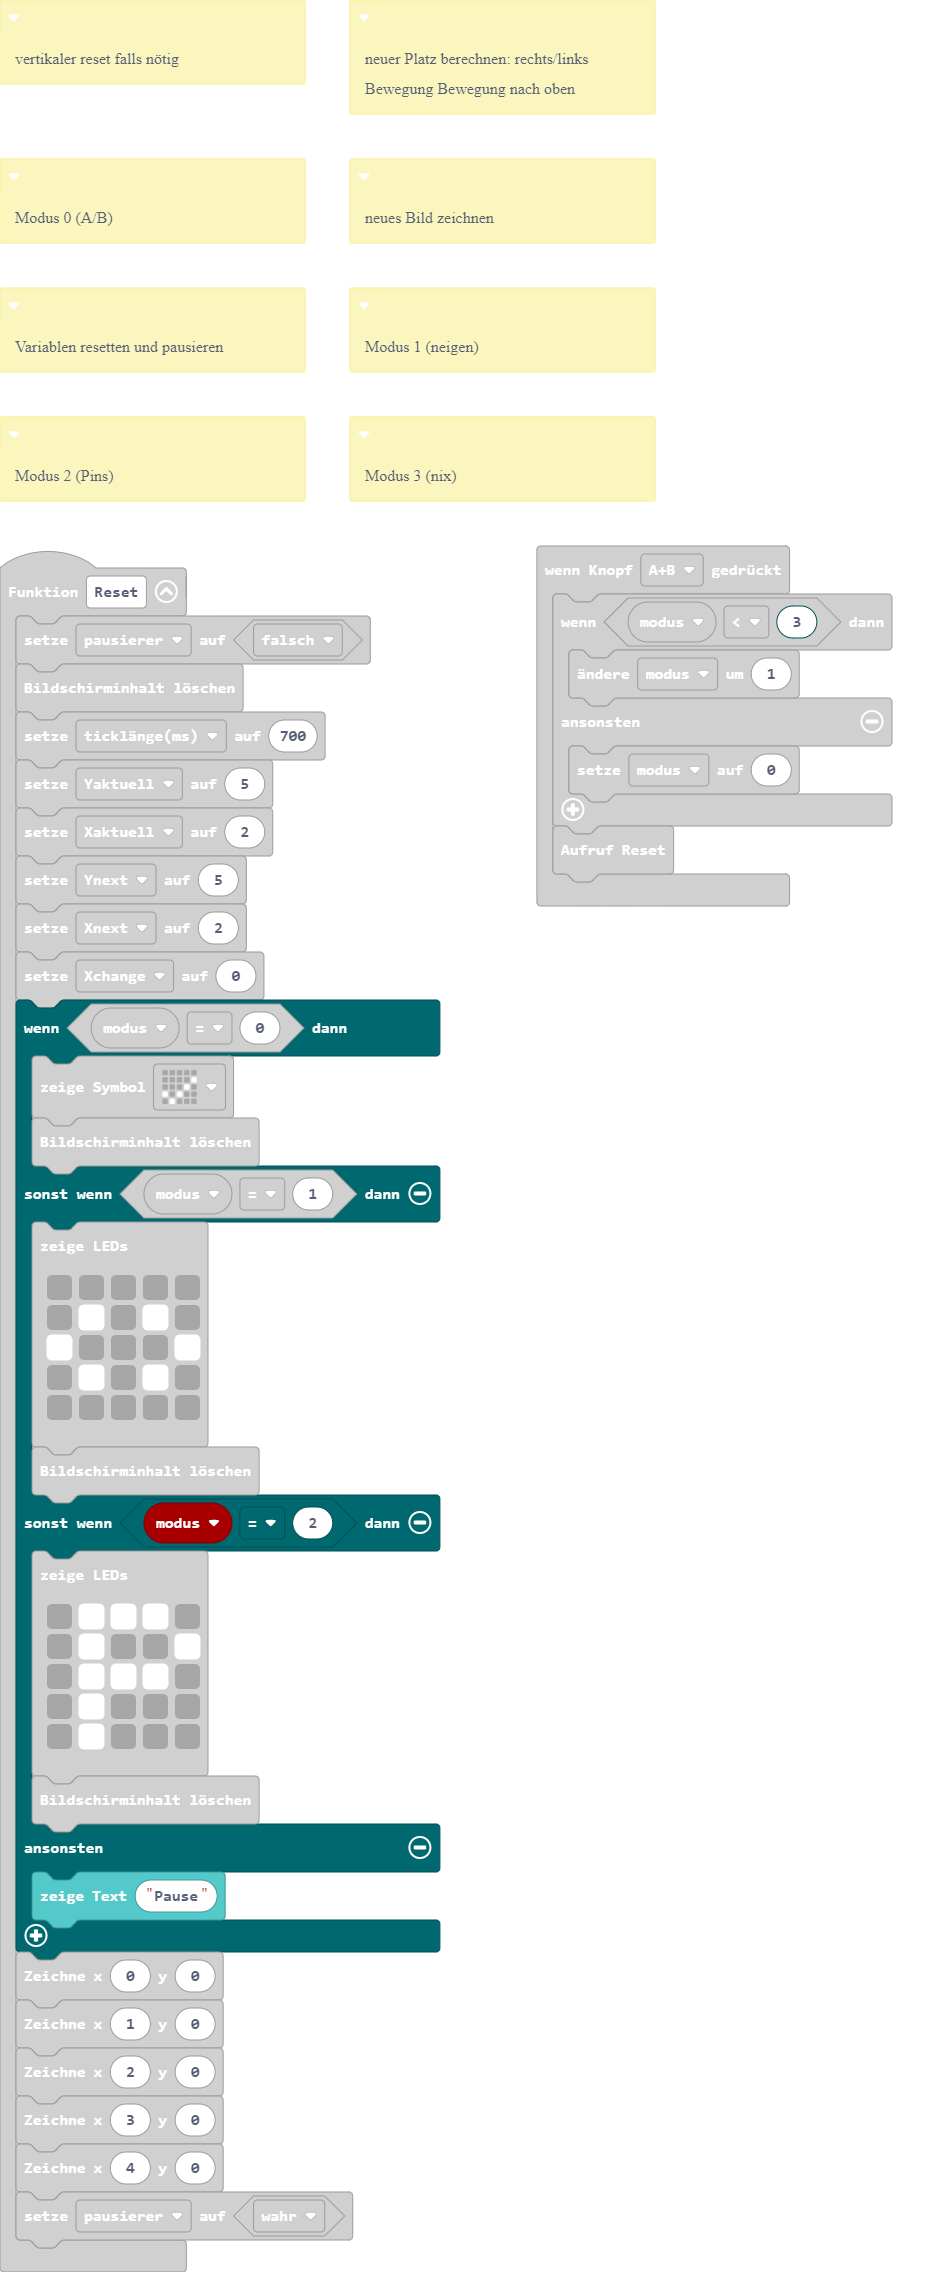 vertikaler reset falls nötig
neuer Platz berechnen: rechts/links
Bewegung Bewegung nach oben
Modus 0 (A/B)
neues Bild zeichnen
Variablen resetten und pausieren
Modus 1 (neigen)
Modus 2 (Pins)
Modus 3 (nix)
Funktion Reset
setze pausierer auf falsch
Bildschirminhalt löschen
setze ticklänge(ms) auf 700
setze Yaktuell auf 5
setze Xaktuell auf 2
setze Ynext auf 5
setze Xnext auf 2
setze Xchange auf 0
wenn modus = 0 dann
zeige Symbol
Bildschirminhalt löschen
sonst wenn modus = 1 dann
zeige LEDs
Bildschirminhalt löschen
sonst wenn modus = 2 dann
zeige LEDs
Bildschirminhalt löschen
ansonsten
zeige Text "Pause"
Zeichne x 0 y 0
Zeichne x 1 y 0
Zeichne x 2 y 0
Zeichne x 3 y 0
Zeichne x 4 y 0
setze pausierer auf wahr
wenn Knopf A+B gedrückt
wenn modus < 3 dann
ändere modus um 1
ansonsten
setze modus auf 0
Aufruf Reset